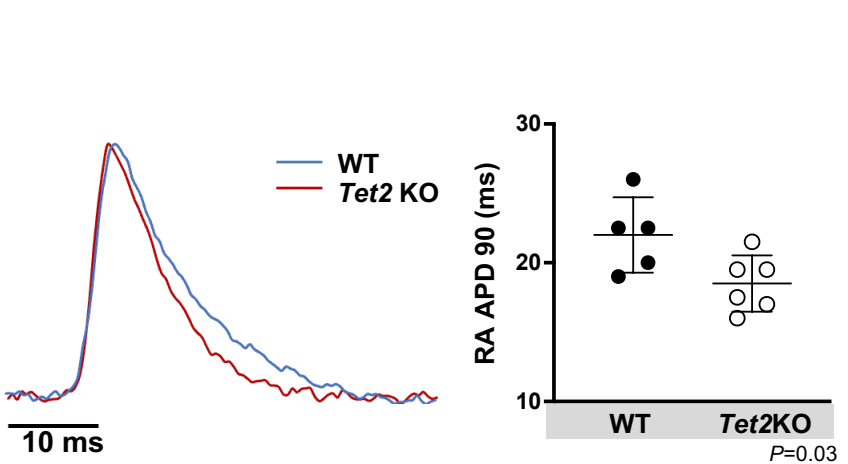 WT
Tet2 KO
10 ms
RA APD 90 (ms)
30
20
10
WT
Tet2KO
P=0.03